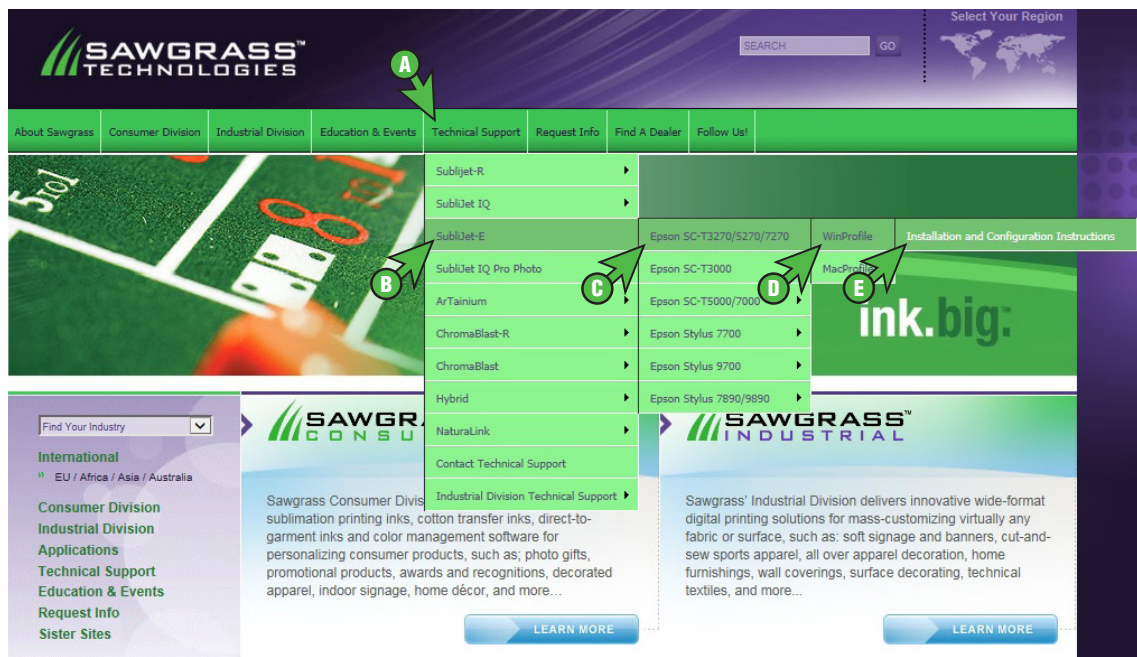 Select Your Region
SAWGRASS™
TECHNOLOGIES
SEARCH
GO
A
About Sawgrass
Consumer Division
Industrial Division
Education & Events
Technical Support
Request Info
Find A Dealer
Follow Us!
Sublijet-R
SubliJet IQ
SubliJet-E
SubliJet IQ Pro Photo
ArTainium
ChromaBlast-R
ChromaBlast
Hybrid
NaturaLink
Contact Technical Support
Industrial Division Technical Support
B
Epson SC-T3270/5270/7270
Epson SC-T3000
Epson SC-T5000/7000
Epson Stylus 7700
Epson Stylus 9700
Epson Stylus 7890/9890
C
WinProfile
MacProfile
D
Installation and Configuration Instructions
E
ink.big:
Find Your Industry
International
EU / Africa / Asia / Australia
Consumer Division
Industrial Division
Applications
Technical Support
Education & Events
Request Info
Sister Sites
SAWGR
CONSU
Sawgrass Consumer Divis
sublimation printing inks, cotton transfer inks, direct-to-
garment inks and color management software for
personalizing consumer products, such as; photo gifts,
promotional products, awards and recognitions, decorated
apparel, indoor signage, home décor, and more...
LEARN MORE
SAWGRASS™
INDUSTRIAL
Sawgrass' Industrial Division delivers innovative wide-format
digital printing solutions for mass-customizing virtually any
fabric or surface, such as: soft signage and banners, cut-and-
sew sports apparel, all over apparel decoration, home
furnishings, wall coverings, surface decorating, technical
textiles, and more...
LEARN MORE